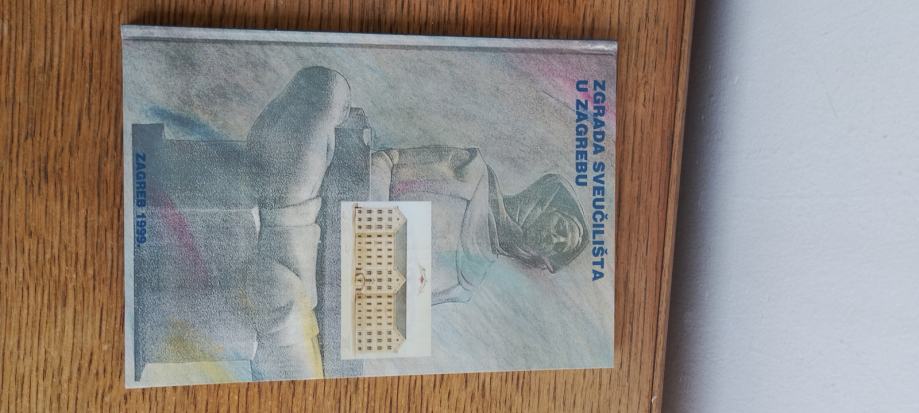 ZGRADA SVEUČILIŠTA
U ZAGREBU
ZAGREB 1999.